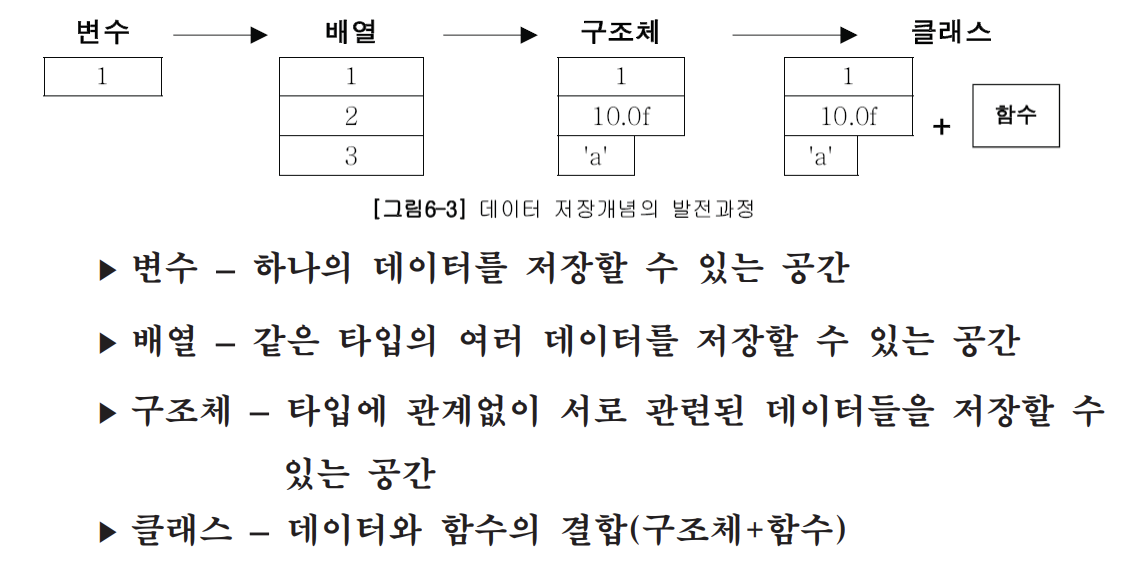 변수 배열 구조체 클래스
1 1 1 1
2 10.0f 10.0f + 함수
3 'a' 'a'
[그림6-3] 데이터 저장개념의 발전과정
▶ 변수 – 하나의 데이터를 저장할 수 있는 공간
▶ 배열 – 같은 타입의 여러 데이터를 저장할 수 있는 공간
▶ 구조체 – 타입에 관계없이 서로 관련된 데이터들을 저장할 수
있는 공간
▶ 클래스 – 데이터와 함수의 결합(구조체+함수)